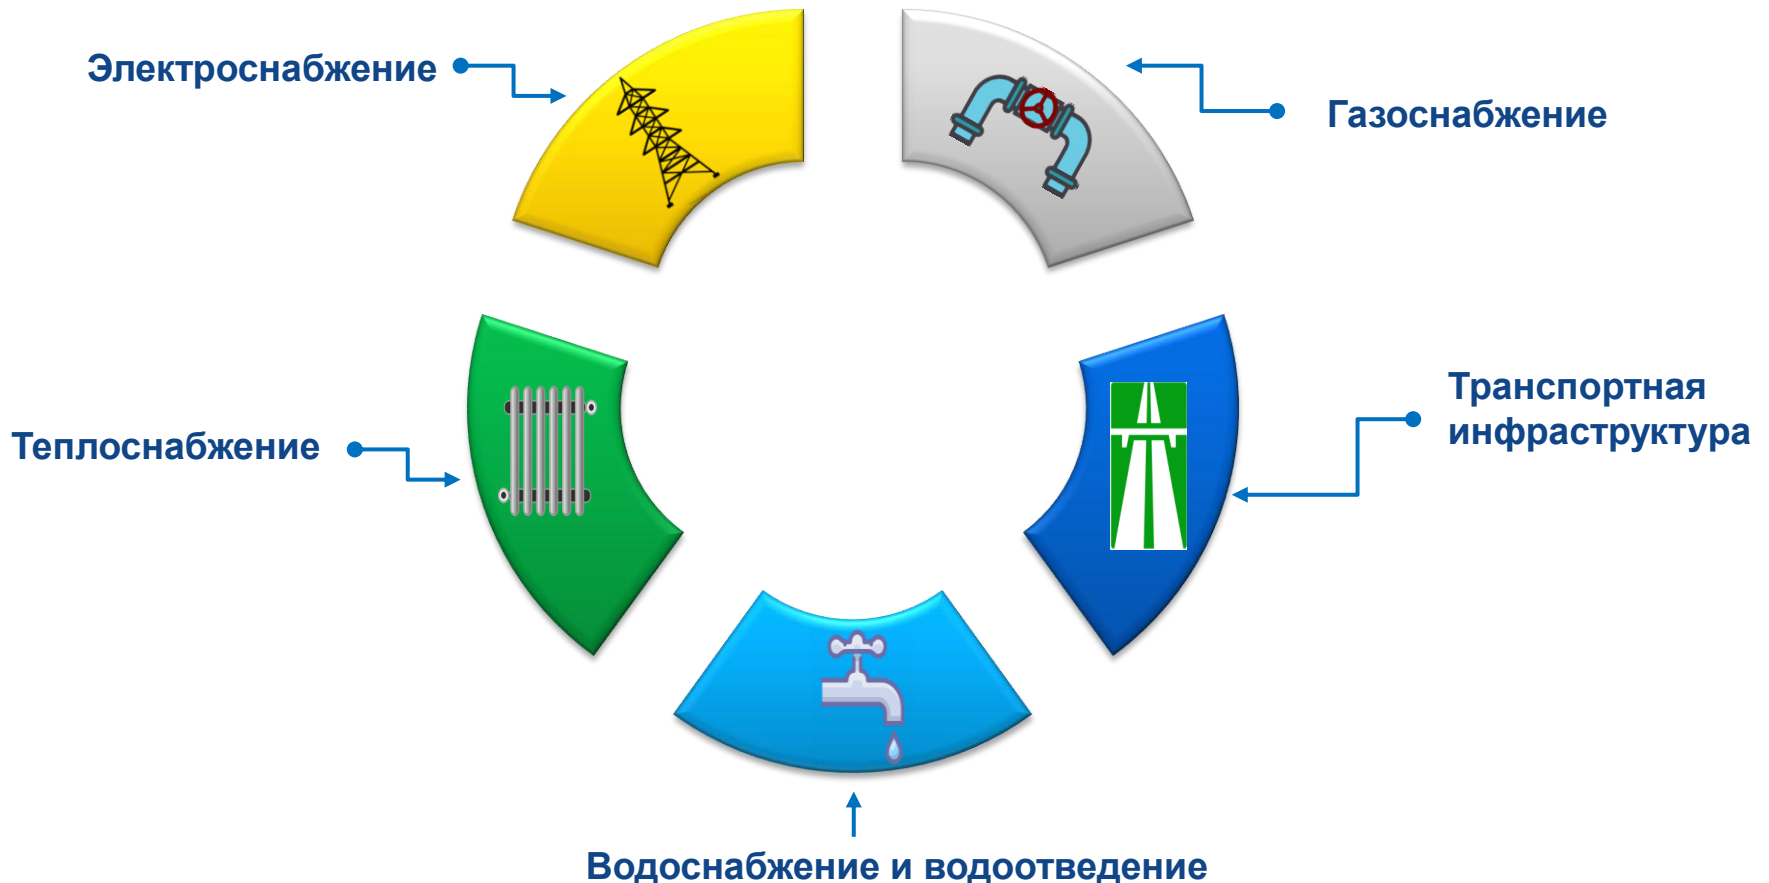 Электроснабжение
Газоснабжение
Транспортная
инфраструктура
Теплоснабжение
Водоснабжение и водоотведение